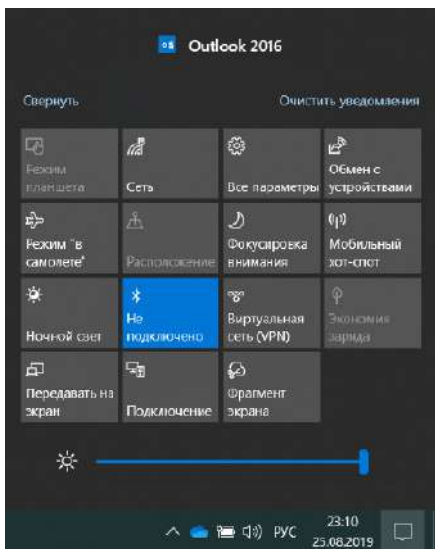 Outlook 2016
Свернуть
Очистить уведомления
Режим планшета
Сеть
Все параметры
Обмен с устройствами
Режим "в самолете"
Расположение
Фокусировка внимания
Мобильный хот-спот
Ночной свет
Не подключено
Виртуальная сеть (VPN)
Экономия заряда
Передавать на экран
Подключение
Фрагмент экрана
РУС
23:10
25.08.2019